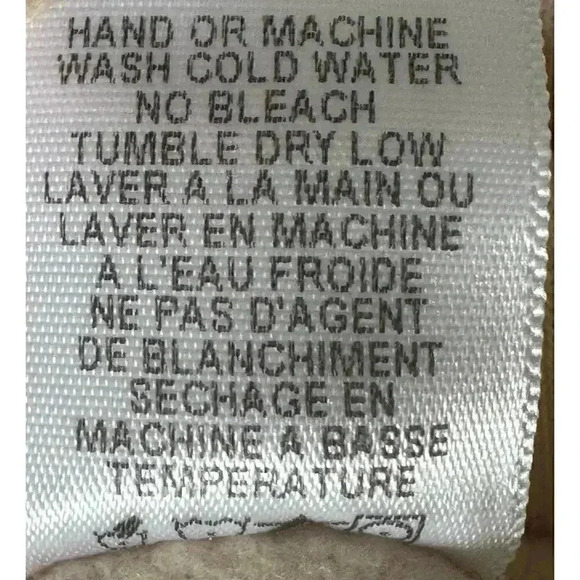 HAND OR MACHINE
WASH COLD WATER
NO BLEACH
TUMBLE DRY LOW
LAVER A LA MAIN OU
LAVER EN MACHINE
A L'EAU FROIDE
NE PAS D'AGENT
DE BLANCHIMENT
SECHAGE EN
MACHINE A BASSE
TEMPERATURE